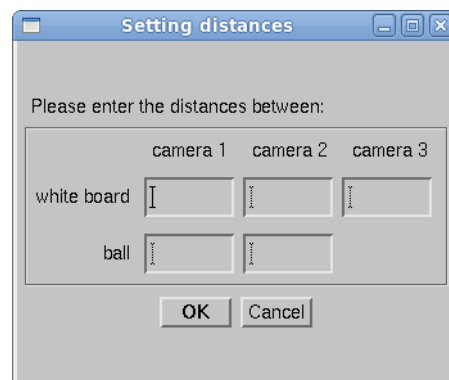 Setting distances
Please enter the distances between:
camera 1 camera 2 camera 3
white board
ball
OK Cancel